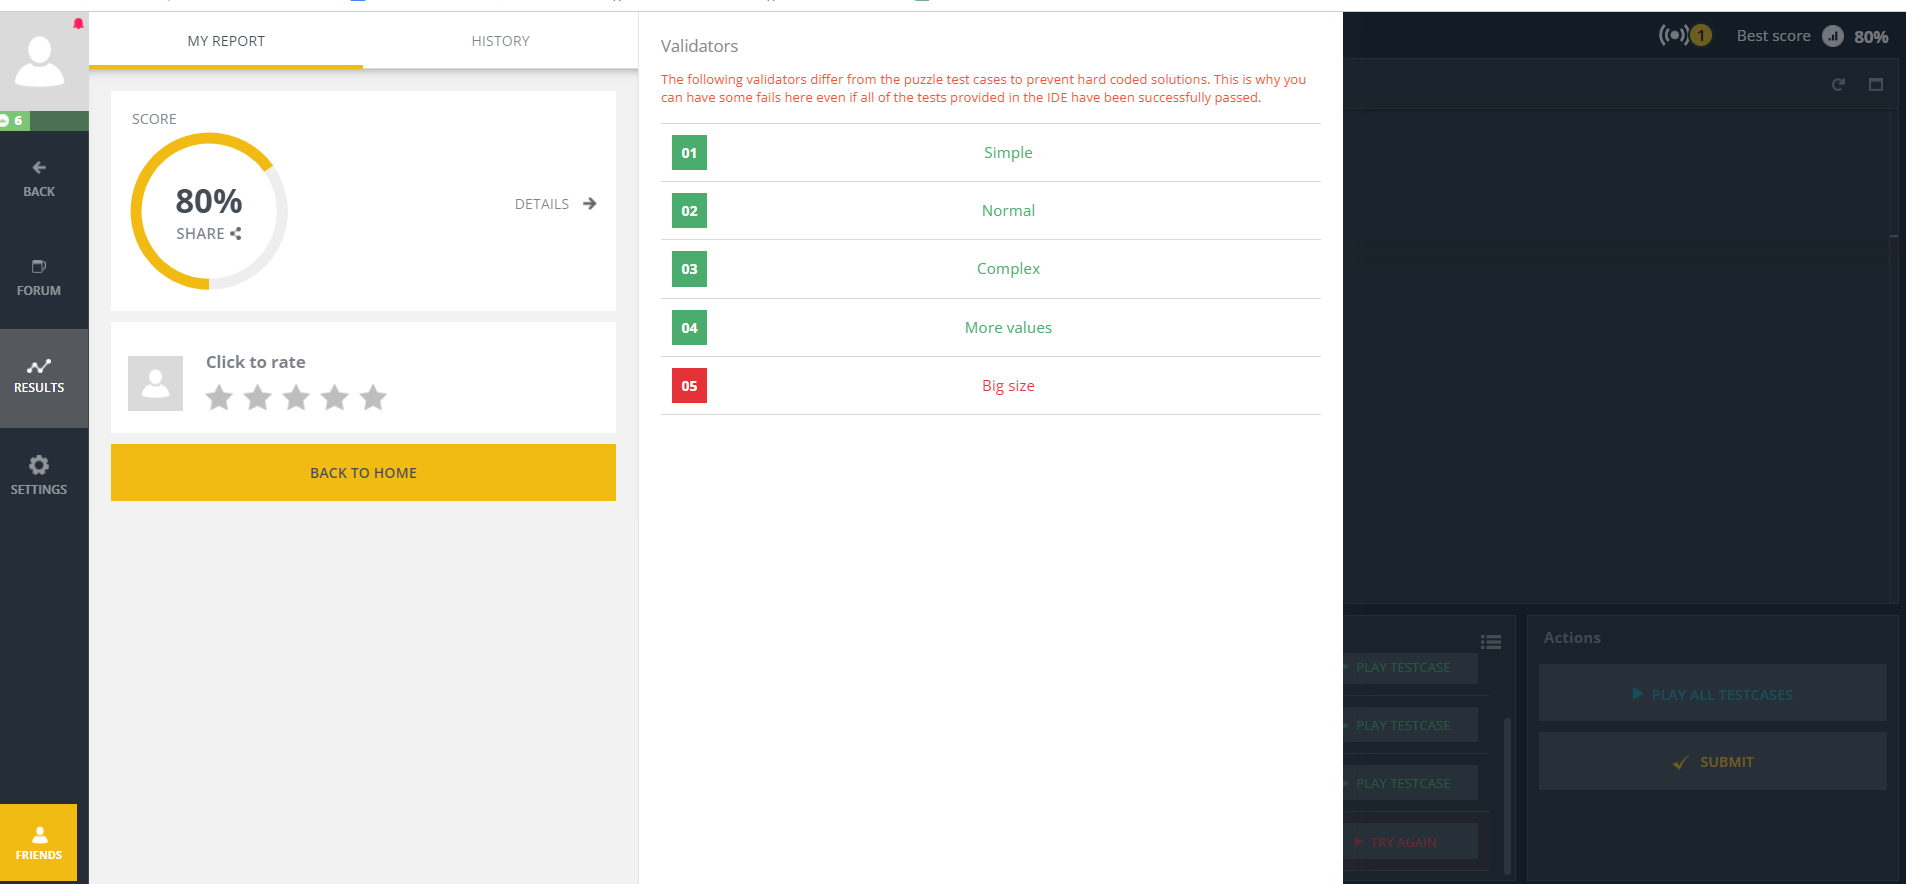 6
BACK
FORUM
RESULTS
SETTINGS
FRIENDS
MY REPORT
HISTORY
SCORE
80%
SHARE
DETAILS
Click to rate
BACK TO HOME
Validators
The following validators differ from the puzzle test cases to prevent hard coded solutions. This is why you
can have some fails here even if all of the tests provided in the IDE have been successfully passed.
01 Simple
02 Normal
03 Complex
04 More values
05 Big size
1 Best score 80%
PLAY TESTCASE
PLAY TESTCASE
PLAY TESTCASE
TRY AGAIN
Actions
PLAY ALL TESTCASES
SUBMIT